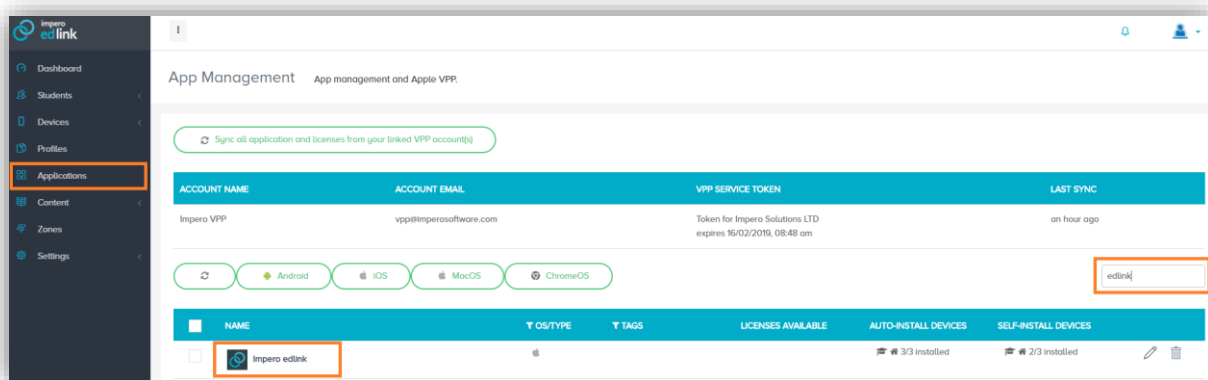 impero
edlink
Dashboard
Students
Devices
Profiles
Applications
Content
Zones
Settings
App Management App management and Apple VPP.
Sync all application and licenses from your linked VPP account(s)
ACCOUNT NAME ACCOUNT EMAIL VPP SERVICE TOKEN LAST SYNC
Impero VPP vpp@imperosoftware.com Token for Impero Solutions LTD an hour ago
expires 16/02/2019, 08:48 am
Android iOS MacOS ChromeOS edlink
NAME OS/TYPE TAGS LICENSES AVAILABLE AUTO-INSTALL DEVICES SELF-INSTALL DEVICES
Impero edlink 3/3 installed 2/3 installed